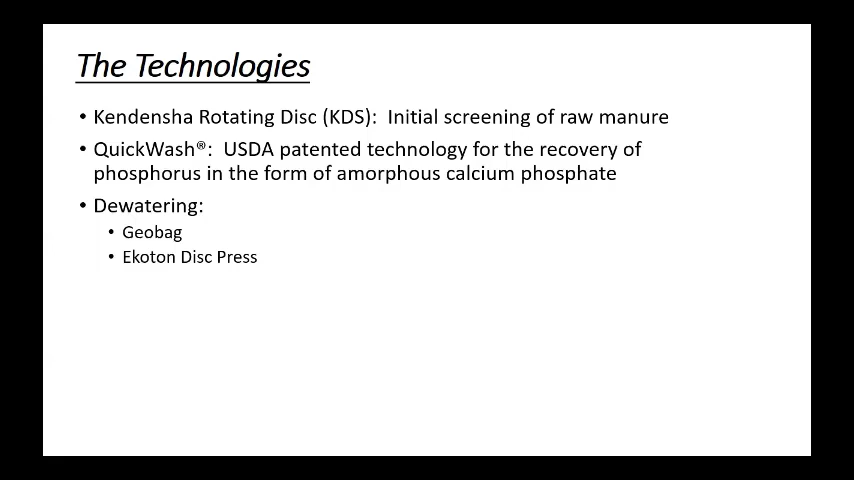 The Technologies
• Kendensha Rotating Disc (KDS):  Initial screening of raw manure
• QuickWash®:  USDA patented technology for the recovery of
phosphorus in the form of amorphous calcium phosphate
• Dewatering:
• Geobag
• Ekoton Disc Press